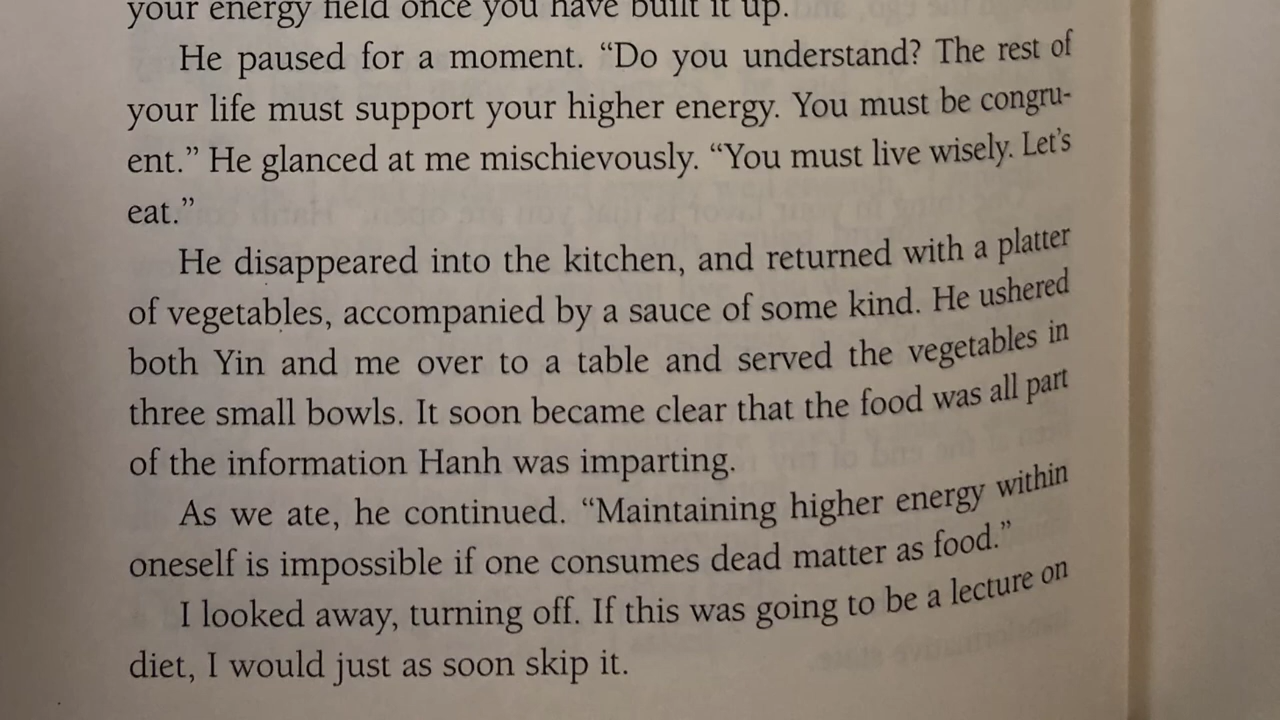 your energy field once you have built it up.
He paused for a moment. “Do you understand? The rest of
your life must support your higher energy. You must be congru-
ent.” He glanced at me mischievously. “You must live wisely. Let’s
eat.”
He disappeared into the kitchen, and returned with a platter
of vegetables, accompanied by a sauce of some kind. He ushered
both Yin and me over to a table and served the vegetables in
three small bowls. It soon became clear that the food was all part
of the information Hanh was imparting.
As we ate, he continued. “Maintaining higher energy within
oneself is impossible if one consumes dead matter as food.”
I looked away, turning off. If this was going to be a lecture on
diet, I would just as soon skip it.